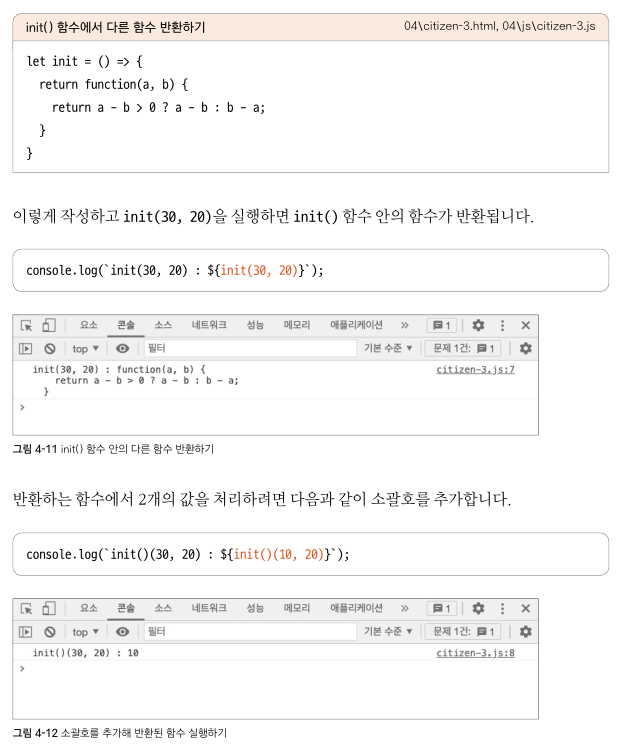 init() 함수에서 다른 함수 반환하기 04\citizen-3.html, 04\js\citizen-3.js
let init = () => {
return function(a, b) {
return a - b > 0 ? a - b : b - a;
}
}
이렇게 작성하고 init(30, 20)을 실행하면 init() 함수 안의 함수가 반환됩니다.
console.log(`init(30, 20) : ${init(30, 20)}`);
요소 콘솔 소스 네트워크 성능 메모리 애플리케이션 » 1
top ▼ 필터 기본 수준 ▼ 문제 1건: 1
init(30, 20) : function(a, b) { citizen-3.js:7
return a - b > 0 ? a - b : b - a;
}
>
그림 4-11 init() 함수 안의 다른 함수 반환하기
반환하는 함수에서 2개의 값을 처리하려면 다음과 같이 소괄호를 추가합니다.
console.log(`init()(30, 20) : ${init()(10, 20)}`);
요소 콘솔 소스 네트워크 성능 메모리 애플리케이션 » 1
top ▼ 필터 기본 수준 ▼ 문제 1건: 1
init()(30, 20) : 10 citizen-3.js:8
>
그림 4-12 소괄호를 추가해 반환된 함수 실행하기